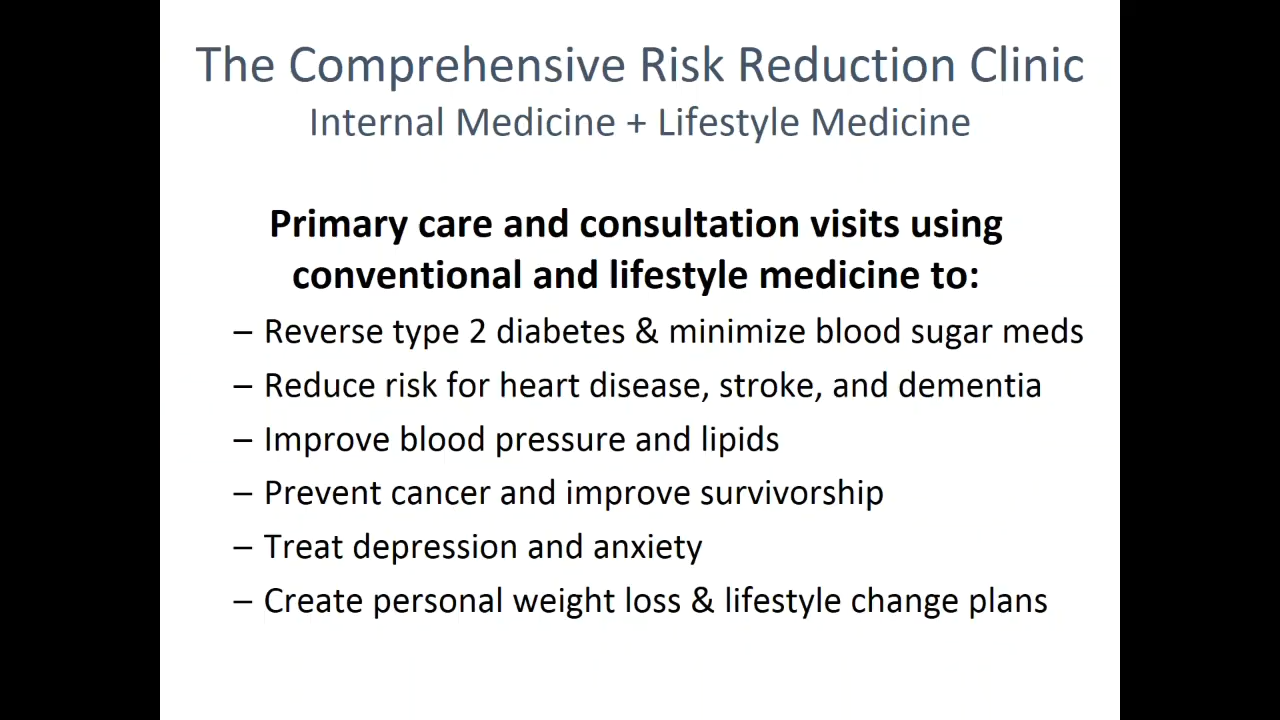 The Comprehensive Risk Reduction Clinic
Internal Medicine + Lifestyle Medicine
Primary care and consultation visits using
conventional and lifestyle medicine to:
– Reverse type 2 diabetes & minimize blood sugar meds
– Reduce risk for heart disease, stroke, and dementia
– Improve blood pressure and lipids
– Prevent cancer and improve survivorship
– Treat depression and anxiety
– Create personal weight loss & lifestyle change plans